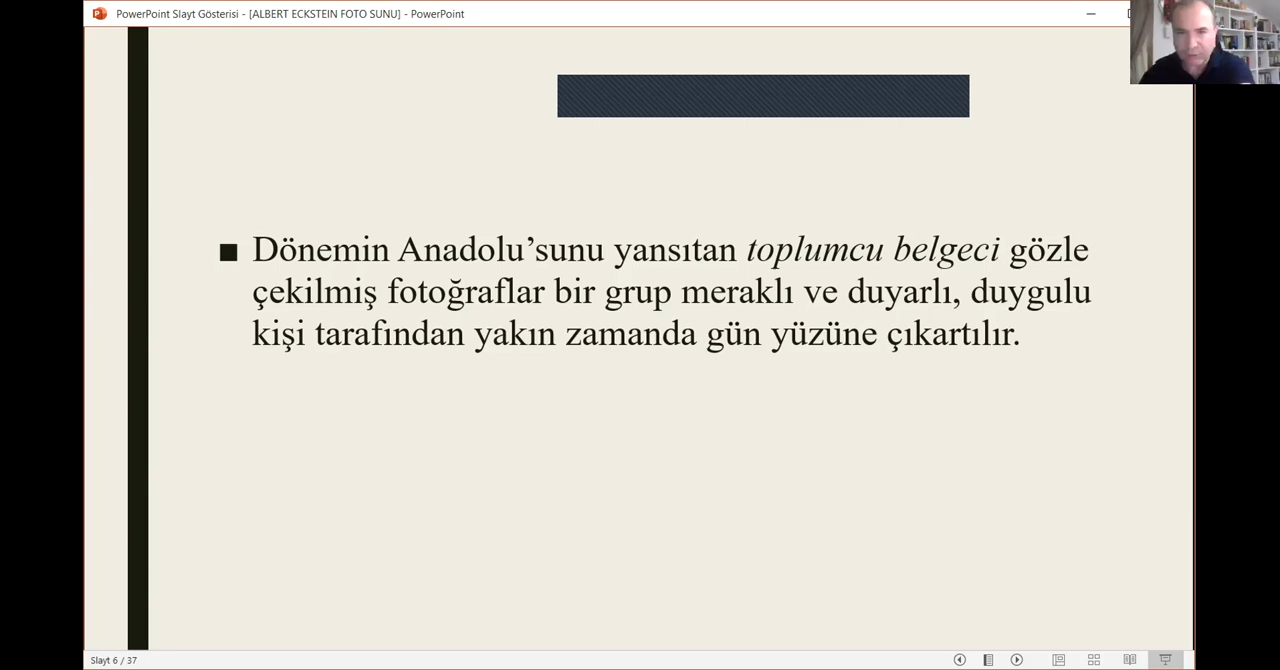 PowerPoint Slayt Gösterisi - [ALBERT ECKSTEIN FOTO SUNU] - PowerPoint
Dönemin Anadolu’sunu yansıtan toplumcu belgeci gözle
çekilmiş fotoğraflar bir grup meraklı ve duyarlı, duygulu
kişi tarafından yakın zamanda gün yüzüne çıkartılır.
Slayt 6 / 37